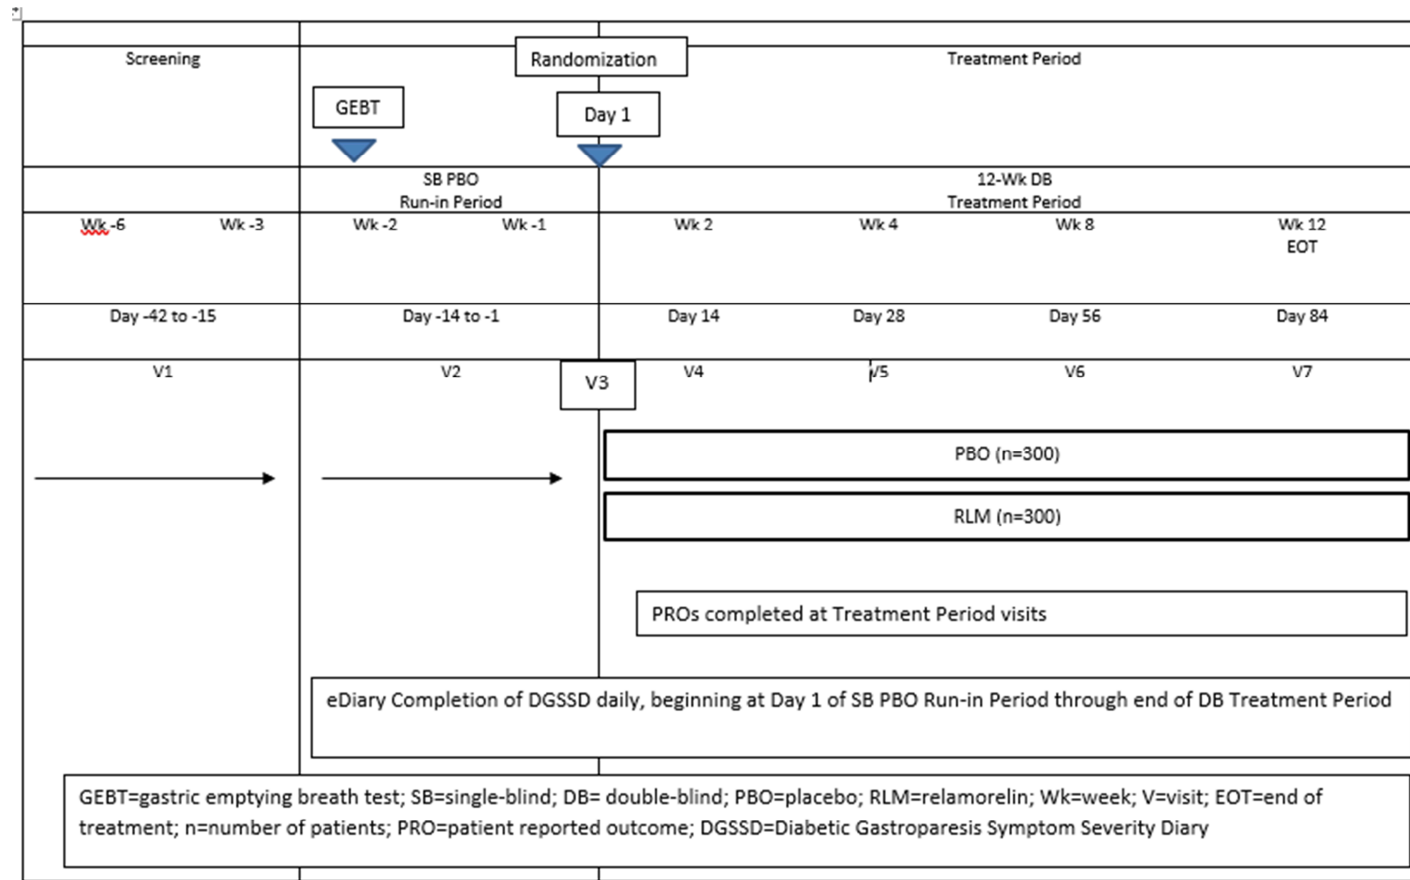 Screening
Randomization
Treatment Period
GEBT
Day 1
SB PBO
Run-in Period
12-Wk DB
Treatment Period
Wk -6
Wk -3
Wk -2
Wk -1
Wk 2
Wk 4
Wk 8
Wk 12
EOT
Day -42 to -15
Day -14 to -1
Day 14
Day 28
Day 56
Day 84
V1
V2
V3
V4
V5
V6
V7
PBO (n=300)
RLM (n=300)
PROs completed at Treatment Period visits
eDiary Completion of DGSSD daily, beginning at Day 1 of SB PBO Run-in Period through end of DB Treatment Period
GEBT=gastric emptying breath test; SB=single-blind; DB= double-blind; PBO=placebo; RLM=relamorelin; Wk=week; V=visit; EOT=end of
treatment; n=number of patients; PRO=patient reported outcome; DGSSD=Diabetic Gastroparesis Symptom Severity Diary